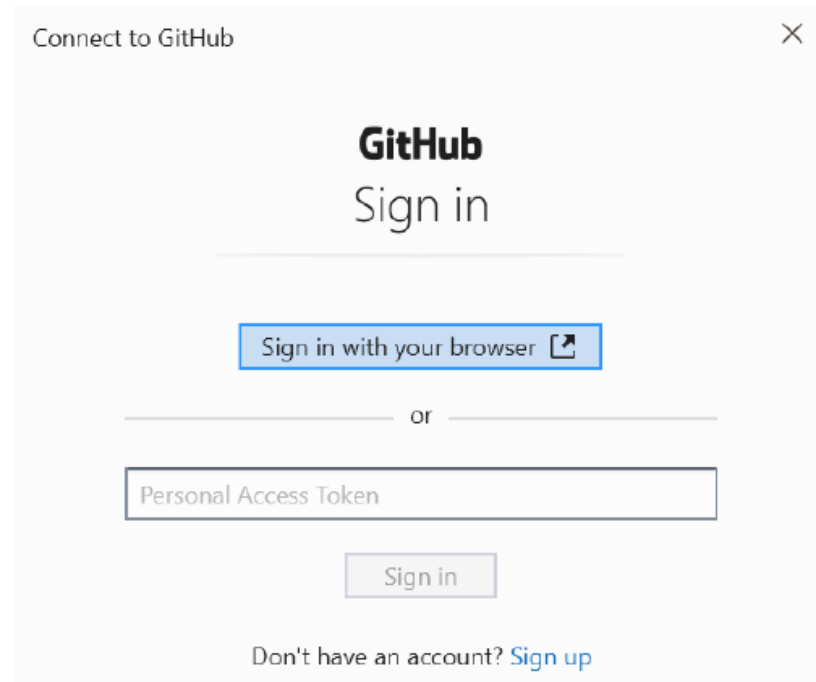 Connect to GitHub
GitHub
Sign in
Sign in with your browser
or
Personal Access Token
Sign in
Don't have an account? Sign up